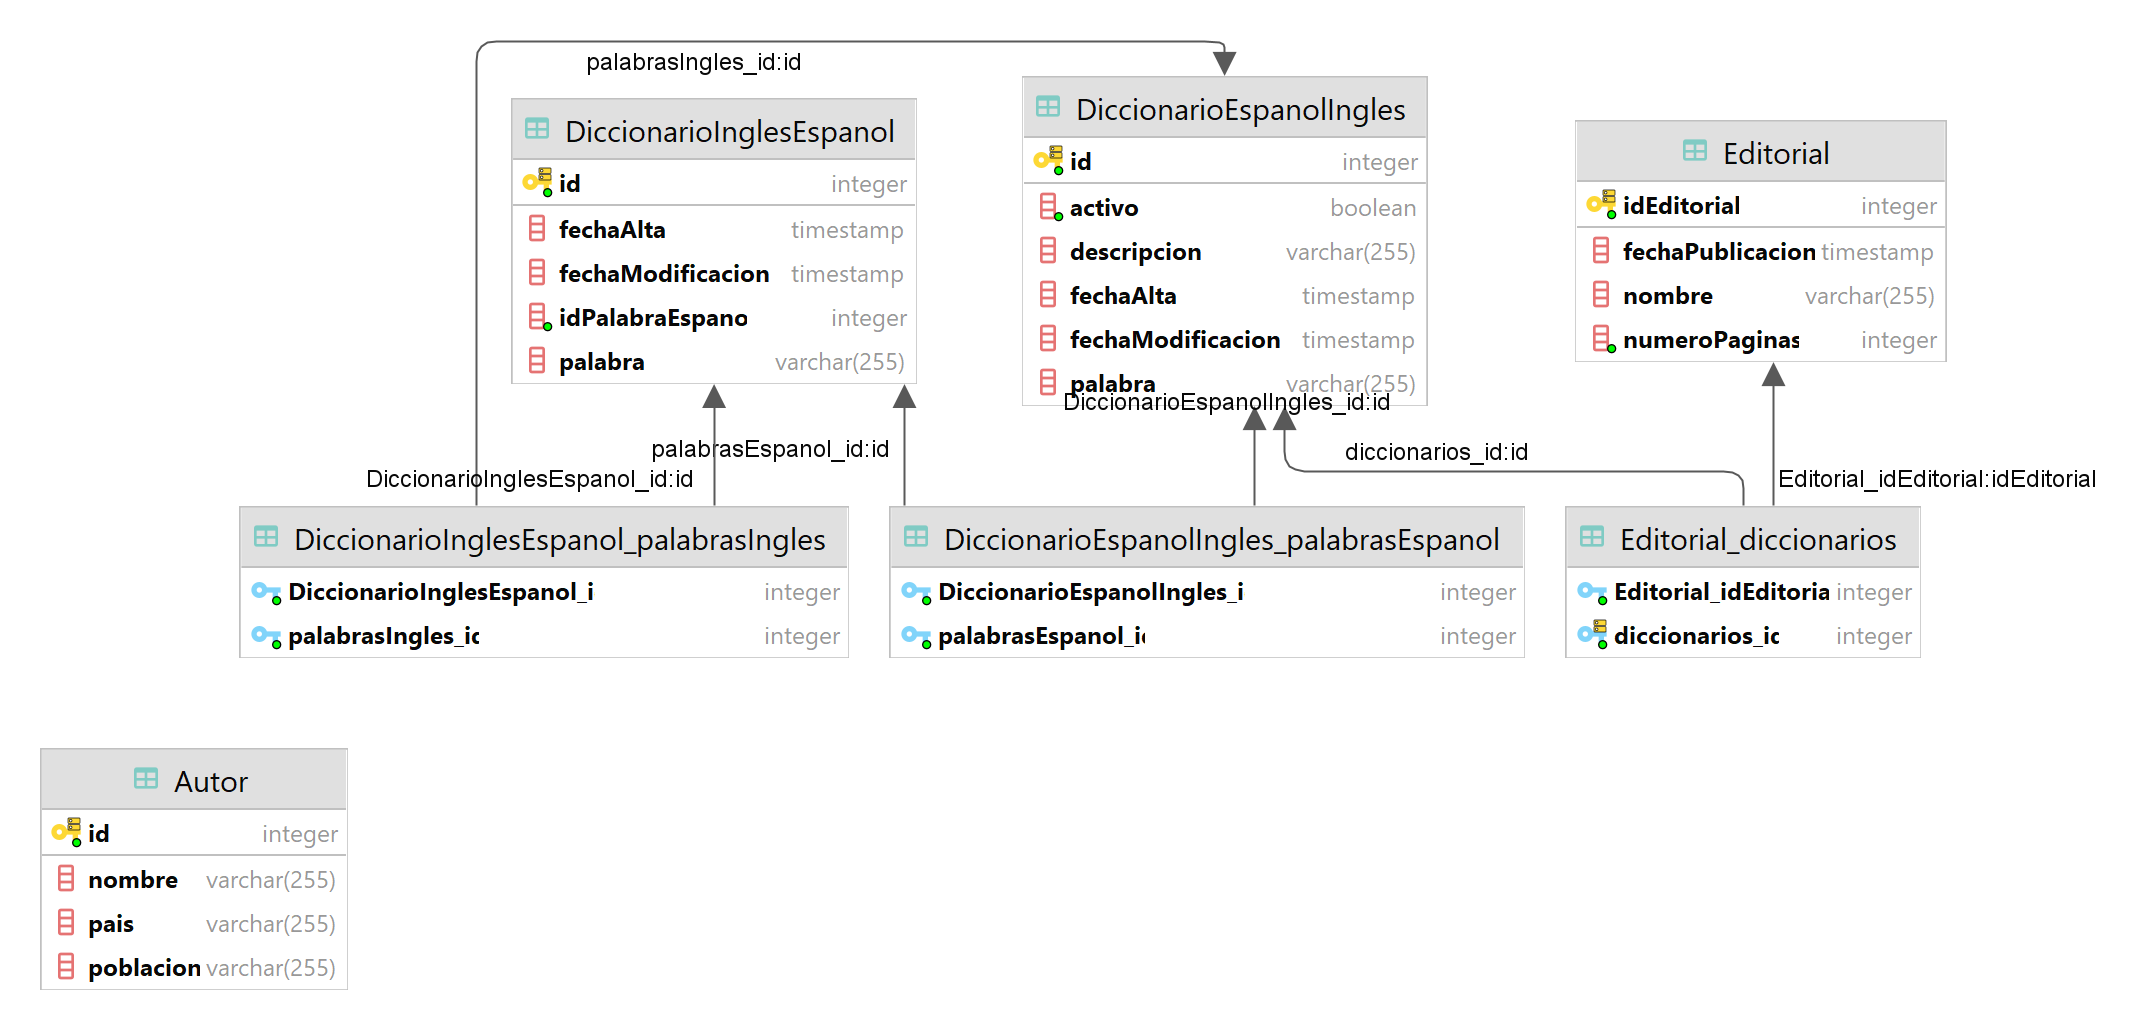 palabrasIngles_id:id
DiccionarioInglesEspanol
id integer
fechaAlta timestamp
fechaModificacion timestamp
idPalabraEspano integer
palabra varchar(255)
DiccionarioEspanolIngles
id integer
activo boolean
descripcion varchar(255)
fechaAlta timestamp
fechaModificacion timestamp
palabra varchar(255)
Editorial
idEditorial integer
fechaPublicacion timestamp
nombre varchar(255)
numeroPaginas integer
DiccionarioEspanolIngles_id:id
palabrasEspanol_id:id
diccionarios_id:id
DiccionarioInglesEspanol_id:id
Editorial_idEditorial:idEditorial
DiccionarioInglesEspanol_palabrasIngles
DiccionarioInglesEspanol_i integer
palabrasIngles_id integer
DiccionarioEspanolIngles_palabrasEspanol
DiccionarioEspanolIngles_i integer
palabrasEspanol_id integer
Editorial_diccionarios
Editorial_idEditoria integer
diccionarios_id integer
Autor
id integer
nombre varchar(255)
pais varchar(255)
poblacion varchar(255)